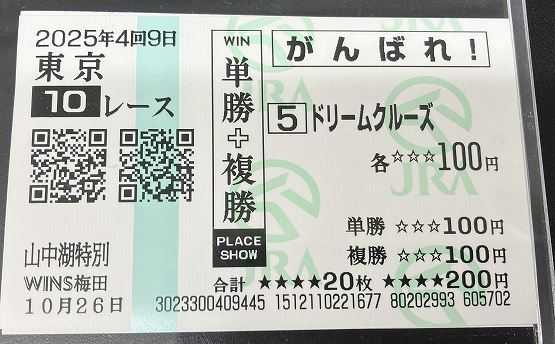 2025年4回9日
東京
10レース
山中湖特別
WINS梅田
10月26日
WIN
単勝+複勝
PLACE
SHOW
がんばれ!
5 ドリームクルーズ
各☆☆☆100円
単勝 ☆☆☆100円
複勝 ☆☆☆100円
合計 ★★★★20枚 ★★★★200円
3023300409445 1512110221677 80202993 605702
JRA
JRA
JRA